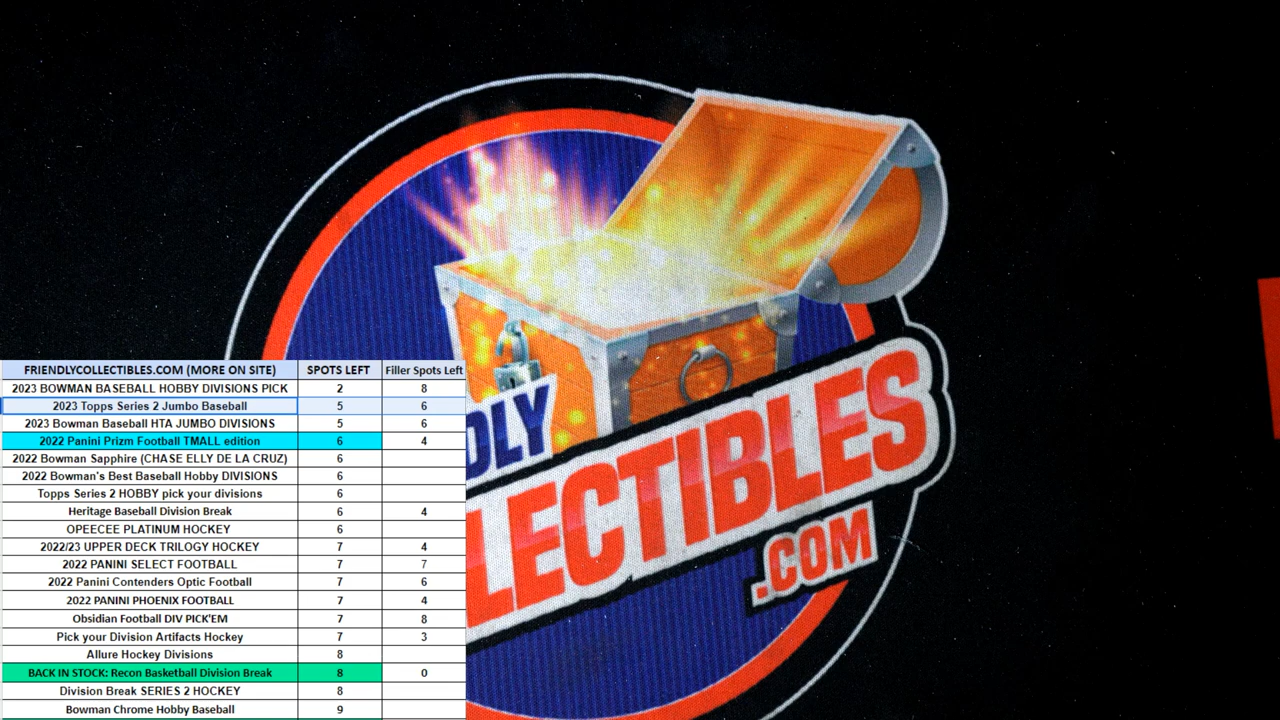 DLY
LECTIBLES
.COM
FRIENDLYCOLLECTIBLES.COM (MORE ON SITE) SPOTS LEFT Filler Spots Left
2023 BOWMAN BASEBALL HOBBY DIVISIONS PICK 2 8
2023 Topps Series 2 Jumbo Baseball 5 6
2023 Bowman Baseball HTA JUMBO DIVISIONS 5 6
2022 Panini Prizm Football TMALL edition 6 4
2022 Bowman Sapphire (CHASE ELLY DE LA CRUZ) 6
2022 Bowman's Best Baseball Hobby DIVISIONS 6
Topps Series 2 HOBBY pick your divisions 6
Heritage Baseball Division Break 6 4
OPEECEE PLATINUM HOCKEY 6
2022/23 UPPER DECK TRILOGY HOCKEY 7 4
2022 PANINI SELECT FOOTBALL 7 7
2022 Panini Contenders Optic Football 7 6
2022 PANINI PHOENIX FOOTBALL 7 4
Obsidian Football DIV PICK'EM 7 8
Pick your Division Artifacts Hockey 7 3
Allure Hockey Divisions 8
BACK IN STOCK: Recon Basketball Division Break 8 0
Division Break SERIES 2 HOCKEY 8
Bowman Chrome Hobby Baseball 9